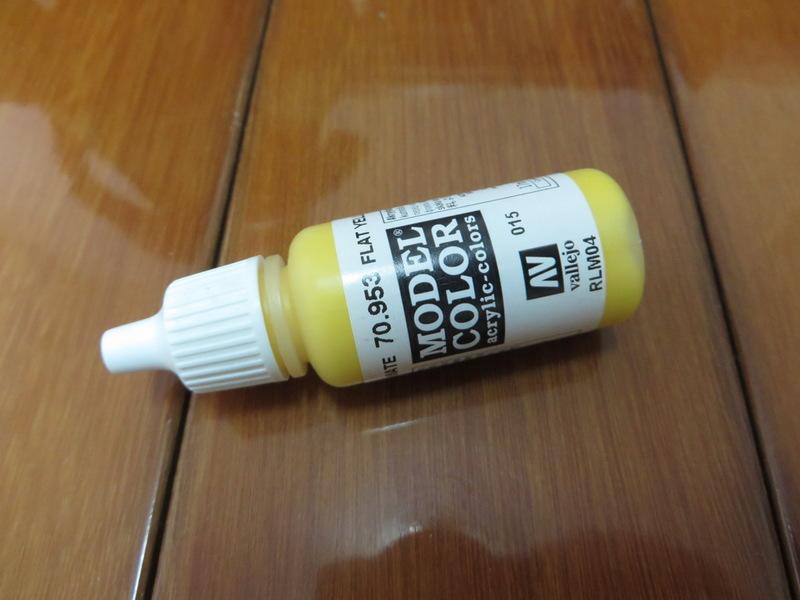 70.953 FLAT YEL
MODEL®
COLOR
acrylic-colors
015
AV
vallejo
RLM04